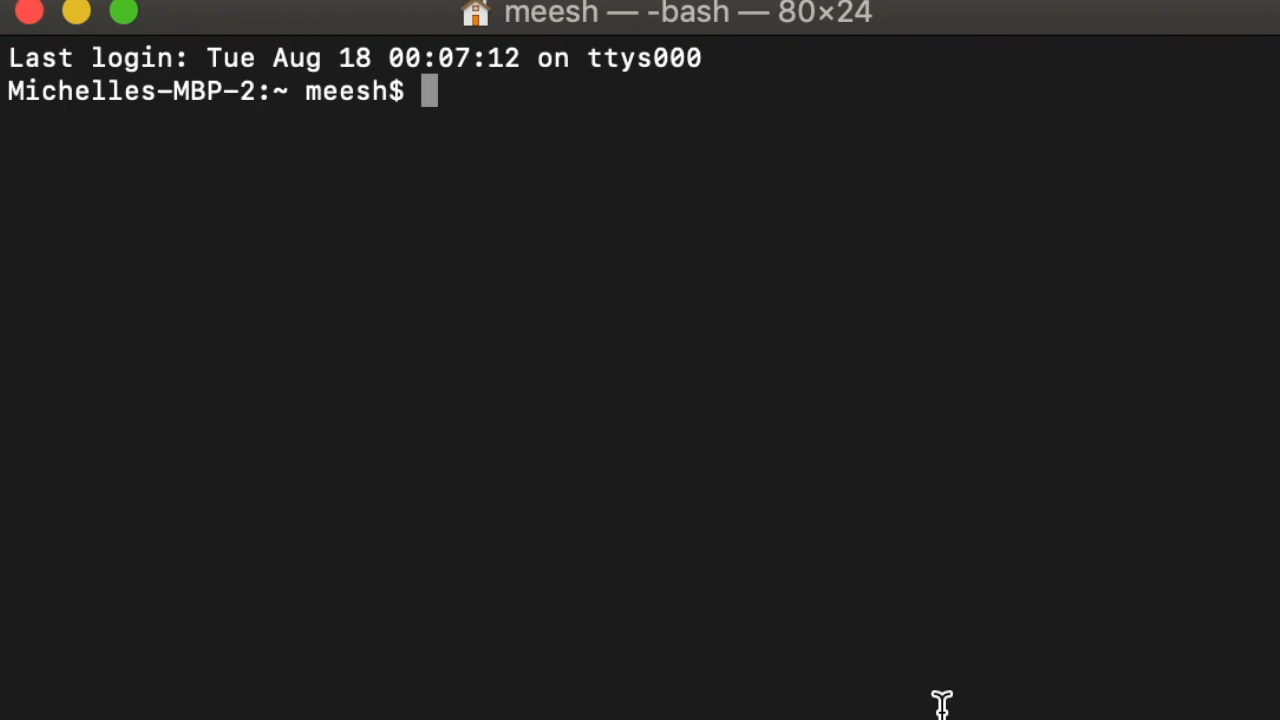 meesh — -bash — 80×24
Last login: Tue Aug 18 00:07:12 on ttys000
Michelles-MBP-2:~ meesh$